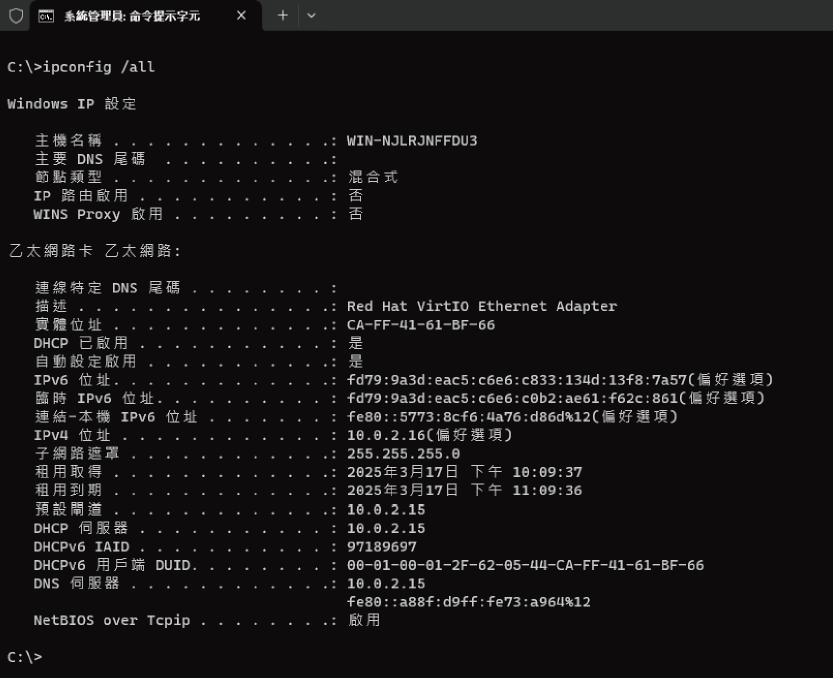 系統管理員: 命令提示字元
C:\>ipconfig /all
Windows IP 設定
主機名稱 . . . . . . . . . . . . .: WIN-NJLRJNFFDU3
主要 DNS 尾碼  . . . . . . . . . .:
節點類型 . . . . . . . . . . . . .: 混合式
IP 路由啟用 . . . . . . . . . . . : 否
WINS Proxy 啟用 . . . . . . . . . : 否
乙太網路卡 乙太網路:
連線特定 DNS 尾碼 . . . . . . . . :
描述 . . . . . . . . . . . . . . .: Red Hat VirtIO Ethernet Adapter
實體位址 . . . . . . . . . . . . .: CA-FF-41-61-BF-66
DHCP 已啟用 . . . . . . . . . . . : 是
自動設定啟用 . . . . . . . . . . .: 是
IPv6 位址. . . . . . . . . . . . .: fd79:9a3d:eac5:c6e6:c833:134d:13f8:7a57(偏好選項)
臨時 IPv6 位址. . . . . . . . . . : fd79:9a3d:eac5:c6e6:c0b2:ae61:f62c:861(偏好選項)
連結-本機 IPv6 位址 . . . . . . . : fe80::5773:8cf6:4a76:d86d%12(偏好選項)
IPv4 位址 . . . . . . . . . . . . : 10.0.2.16(偏好選項)
子網路遮罩 . . . . . . . . . . . .: 255.255.255.0
租用取得 . . . . . . . . . . . . .: 2025年3月17日 下午 10:09:37
租用到期 . . . . . . . . . . . . .: 2025年3月17日 下午 11:09:36
預設閘道 . . . . . . . . . . . . .: 10.0.2.15
DHCP 伺服器 . . . . . . . . . . . : 10.0.2.15
DHCPv6 IAID . . . . . . . . . . . : 97189697
DHCPv6 用戶端 DUID. . . . . . . . : 00-01-00-01-2F-62-05-44-CA-FF-41-61-BF-66
DNS 伺服器 . . . . . . . . . . . .: 10.0.2.15
fe80::a88f:d9ff:fe73:a964%12
NetBIOS over Tcpip . . . . . . . .: 啟用
C:\>